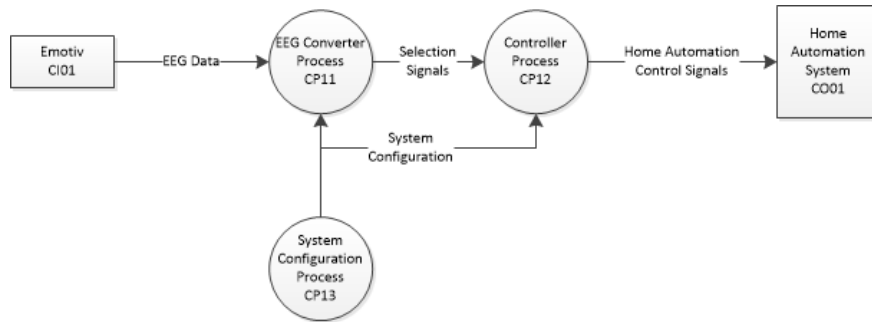 Emotiv
CI01
EEG Data
EEG Converter
Process
CP11
Selection
Signals
Controller
Process
CP12
Home Automation
Control Signals
Home
Automation
System
CO01
System
Configuration
System
Configuration
Process
CP13